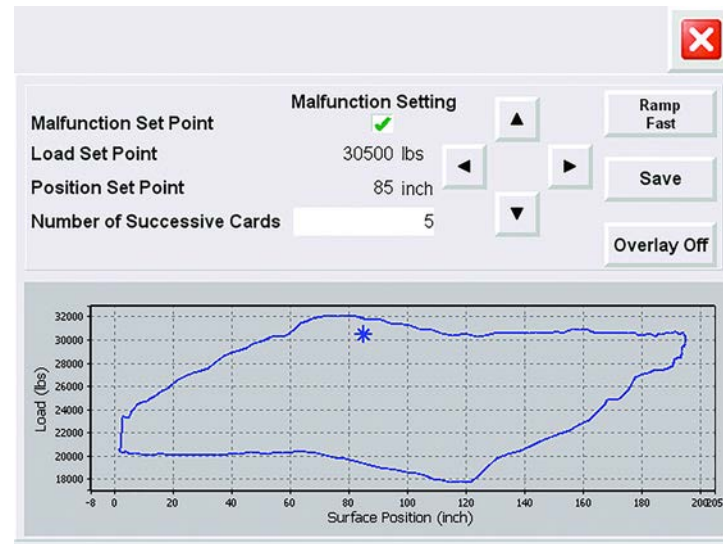 Malfunction Setting
Malfunction Set Point
Load Set Point 30500 lbs
Position Set Point 85 inch
Number of Successive Cards 5
Ramp
Fast
Save
Overlay Off
32000
30000
28000
26000
24000
22000
20000
18000
Load (lbs)
-8 0 20 40 60 80 100 120 140 160 180 200 205
Surface Position (inch)